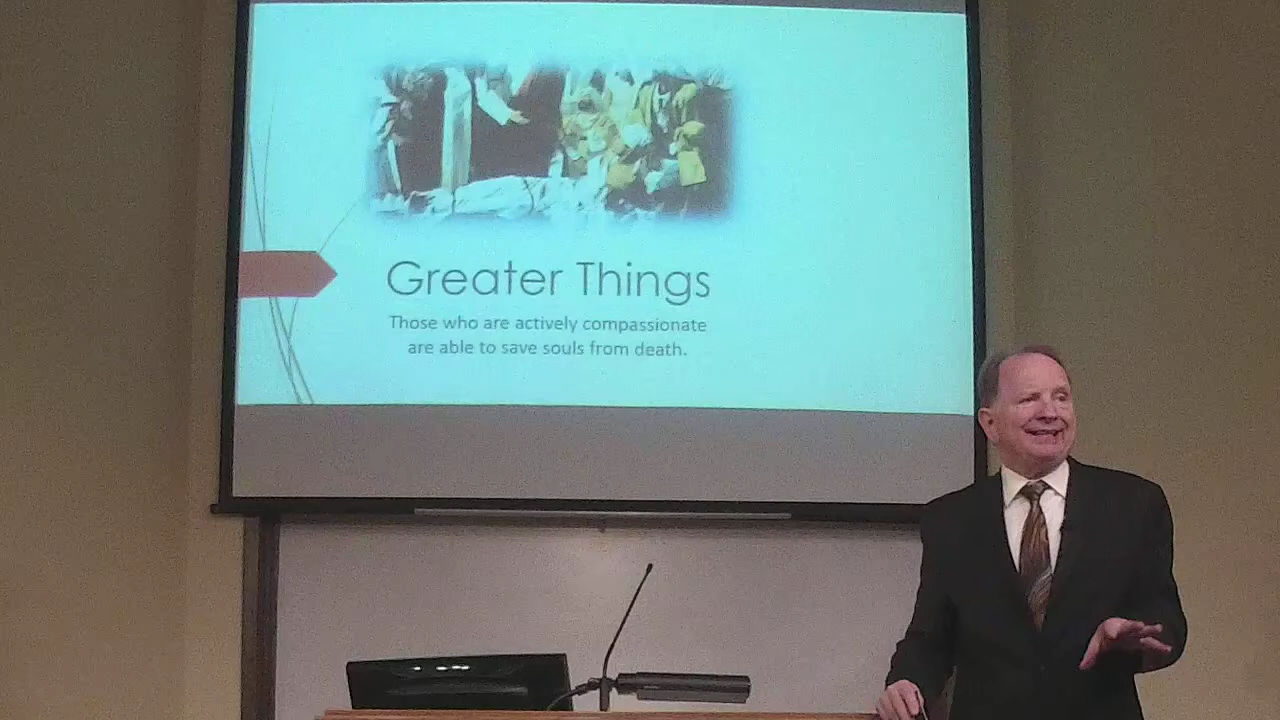 Greater Things
Those who are actively compassionate
are able to save souls from death.